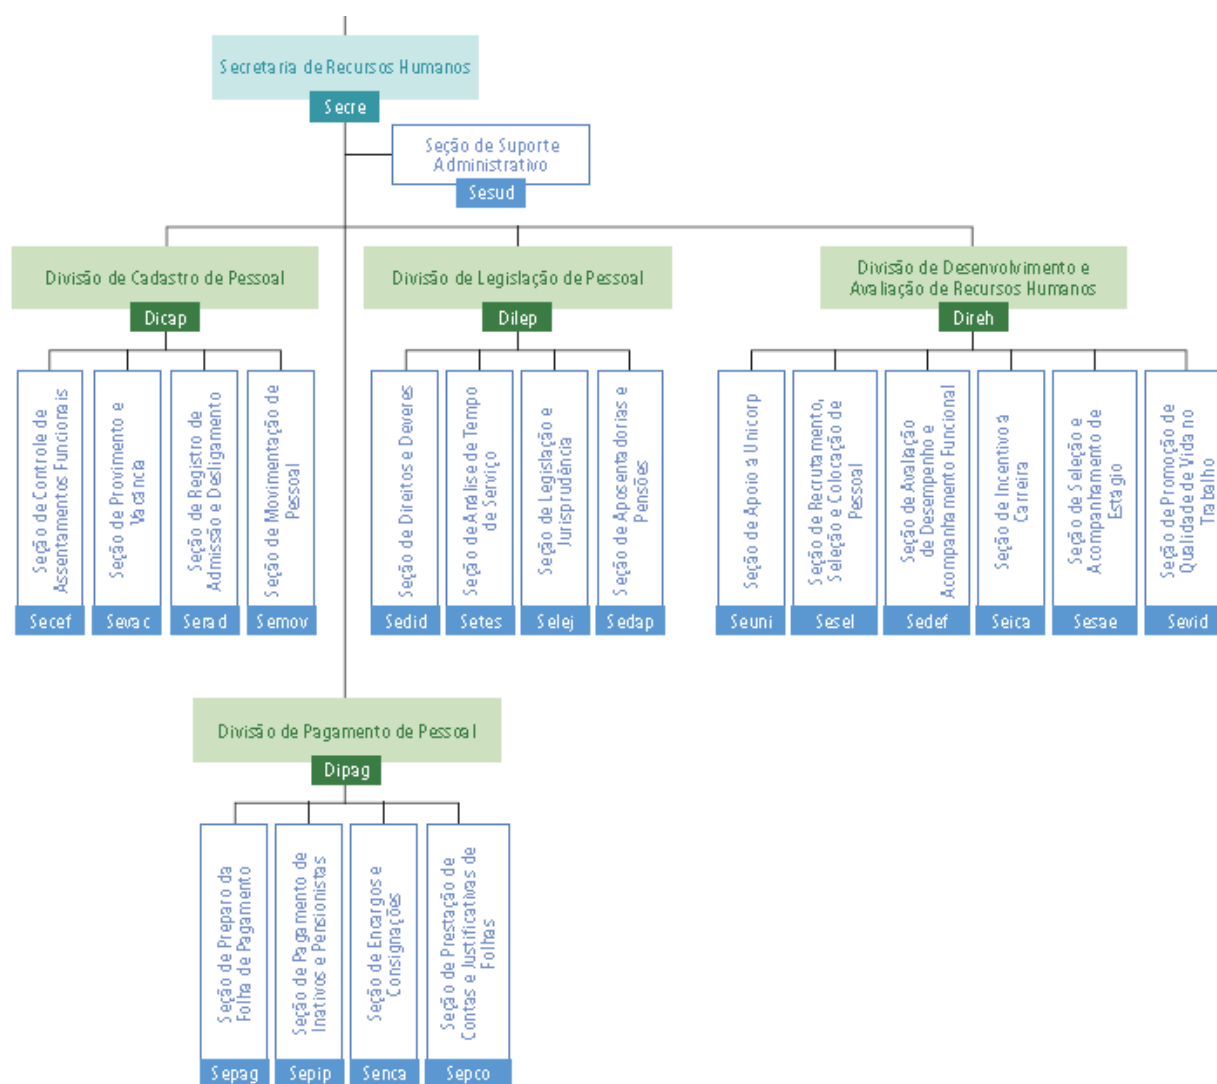 Secretaria de Recursos Humanos
Secre
Seção de Suporte
Administrativo
Sesud
Divisão de Cadastro de Pessoal
Dicap
Divisão de Legislação de Pessoal
Dilep
Divisão de Desenvolvimento e
Avaliação de Recursos Humanos
Direh
Seção de Controle de
Assentamentos Funcionais
Secef
Seção de Provimento e
Vacância
Sevac
Seção de Registro de
Admissão e Desligamento
Serad
Seção de Movimentação de
Pessoal
Semov
Seção de Direitos e Deveres
Sedid
Seção de Análise de Tempo
de Serviço
Setes
Seção de Legislação e
Jurisprudência
Selej
Seção de Aposentadorias e
Pensões
Sedap
Seção de Apoio a Unicorp
Seuni
Seção de Recrutamento,
Seleção e Colocação de
Pessoal
Sesel
Seção de Avaliação
de Desempenho e
Acompanhamento Funcional
Sedef
Seção de Incentivo à
Carreira
Seica
Seção de Seleção e
Acompanhamento de
Estágio
Sesae
Seção de Promoção de
Qualidade de Vida no
Trabalho
Sevid
Divisão de Pagamento de Pessoal
Dipag
Seção de Preparo da
Folha de Pagamento
Sepag
Seção de Pagamento de
Inativos e Pensionistas
Sepip
Seção de Encargos e
Consignações
Senca
Seção de Prestação de
Contas e Justificativas de
Folhas
Sepco